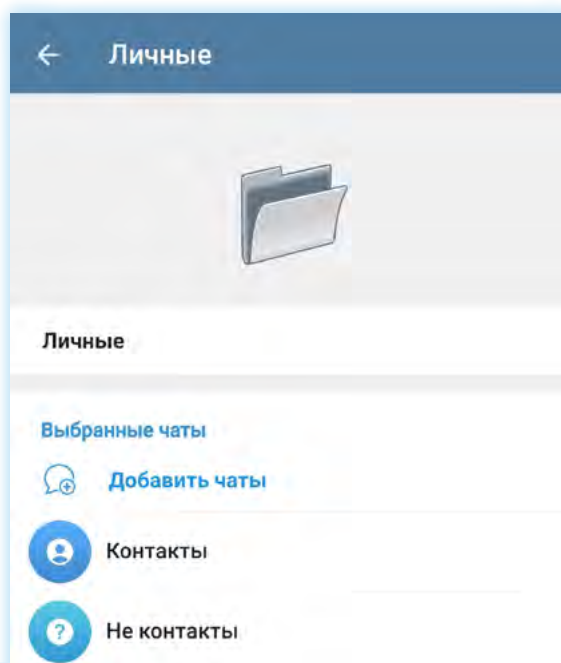 Личные
Личные
Выбранные чаты
Добавить чаты
Контакты
Не контакты